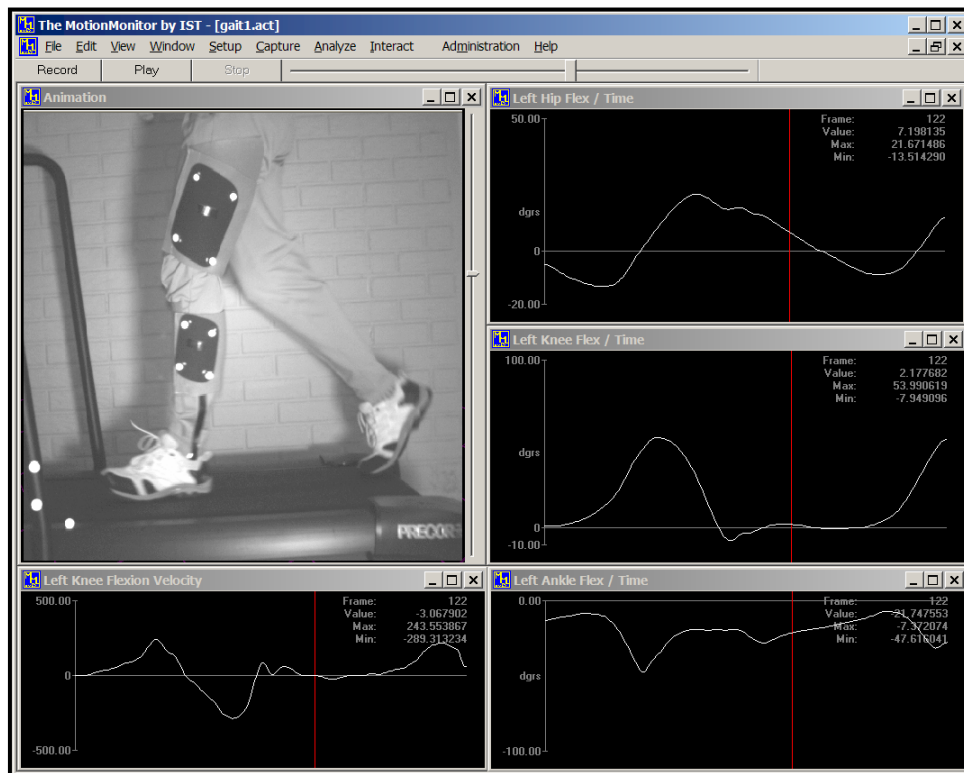 The MotionMonitor by IST - [gait1.act]
File Edit View Window Setup Capture Analyze Interact Administration Help
Record Play Stop
Animation
PRECOR
Left Hip Flex / Time
50.00
Frame: 122
Value: 7.198135
Max: 21.671486
Min: -13.514290
dgrs
0
-20.00
Left Knee Flex / Time
100.00
Frame: 122
Value: 2.177682
Max: 53.990619
Min: -7.949096
dgrs
0
-10.00
Left Knee Flexion Velocity
500.00
Frame: 122
Value: -3.067902
Max: 243.553867
Min: -289.313234
0
-500.00
Left Ankle Flex / Time
0.00
Frame: 122
Value: -21.747553
Max: -7.372074
Min: -47.616041
dgrs
-100.00